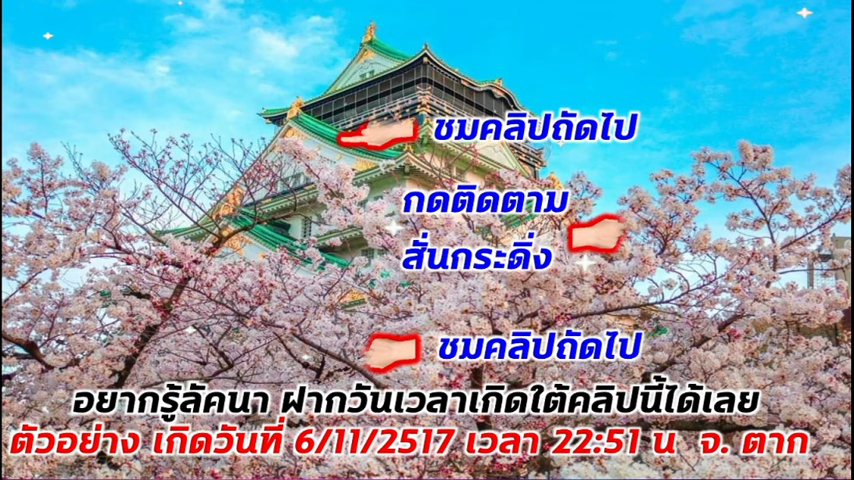 ชมคลิปถัดไป
กดติดตาม
สั่นกระดิ่ง
ชมคลิปถัดไป
อยากรู้ลัคนา ฝากวันเวลาเกิดใต้คลิปนี้ได้เลย
ตัวอย่าง เกิดวันที่ 6/11/2517 เวลา 22:51 น จ. ตาก